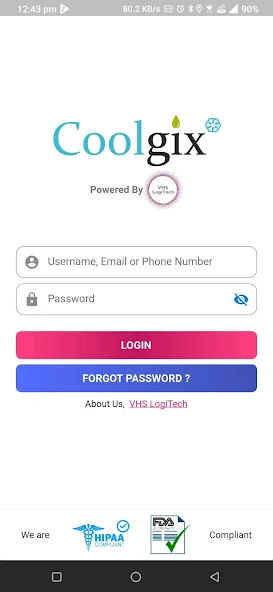 12:43 pm 80.2 KB/s 90%
Coolgix
Powered By VHS LogiTech
Username, Email or Phone Number
Password
LOGIN
FORGOT PASSWORD ?
About Us, VHS LogiTech
We are HIPAA COMPLIANT FDA Compliant